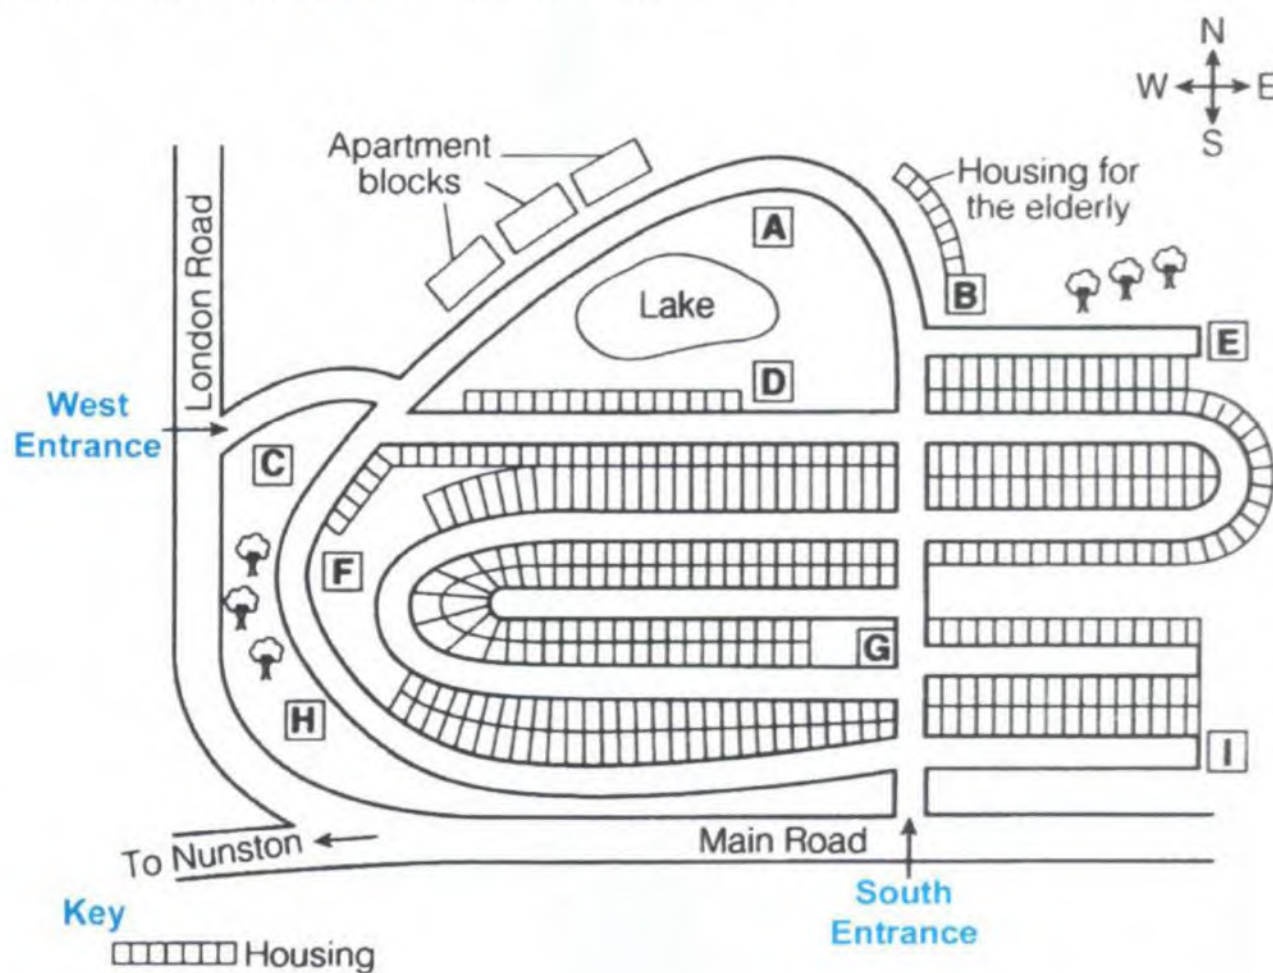 N
W E
S
Apartment
blocks
Housing for
the elderly
London Road
A
Lake
B
E
D
West
Entrance
C
F
G
H
I
Main Road
To Nunston
South
Entrance
Key
Housing